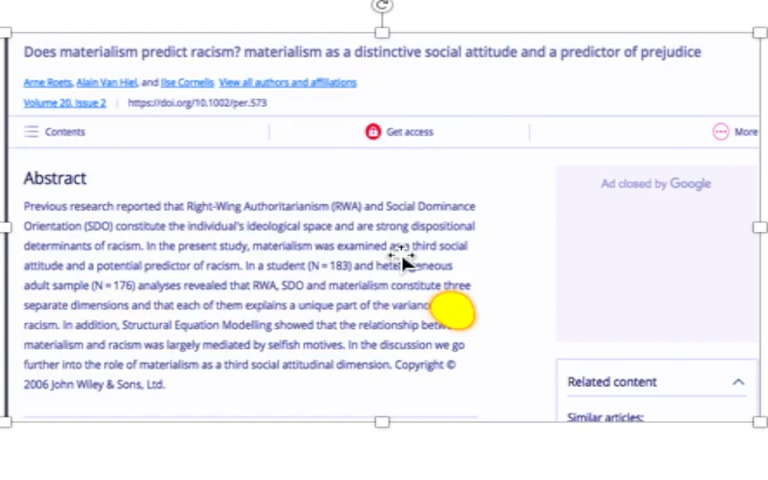 Does materialism predict racism? materialism as a distinctive social attitude and a predictor of prejudice
Arne Roets, Alain Van Hiel, and Ilse Cornelis View all authors and affiliations
Volume 20, Issue 2 | https://doi.org/10.1002/per.573
Contents
Get access
More
Abstract
Previous research reported that Right-Wing Authoritarianism (RWA) and Social Dominance
Orientation (SDO) constitute the individual's ideological space and are strong dispositional
determinants of racism. In the present study, materialism was examined as a third social
attitude and a potential predictor of racism. In a student (N = 183) and
adult sample (N = 176) analyses revealed that RWA, SDO and materialism constitute three
separate dimensions and that each of them explains a unique part of the variance
racism. In addition, Structural Equation Modelling showed that the relationship
materialism and racism was largely mediated by selfish motives. In the discussion we go
further into the role of materialism as a third social attitudinal dimension. Copyright ©
2006 John Wiley & Sons, Ltd.
Ad closed by Google
Related content
Similar articles: